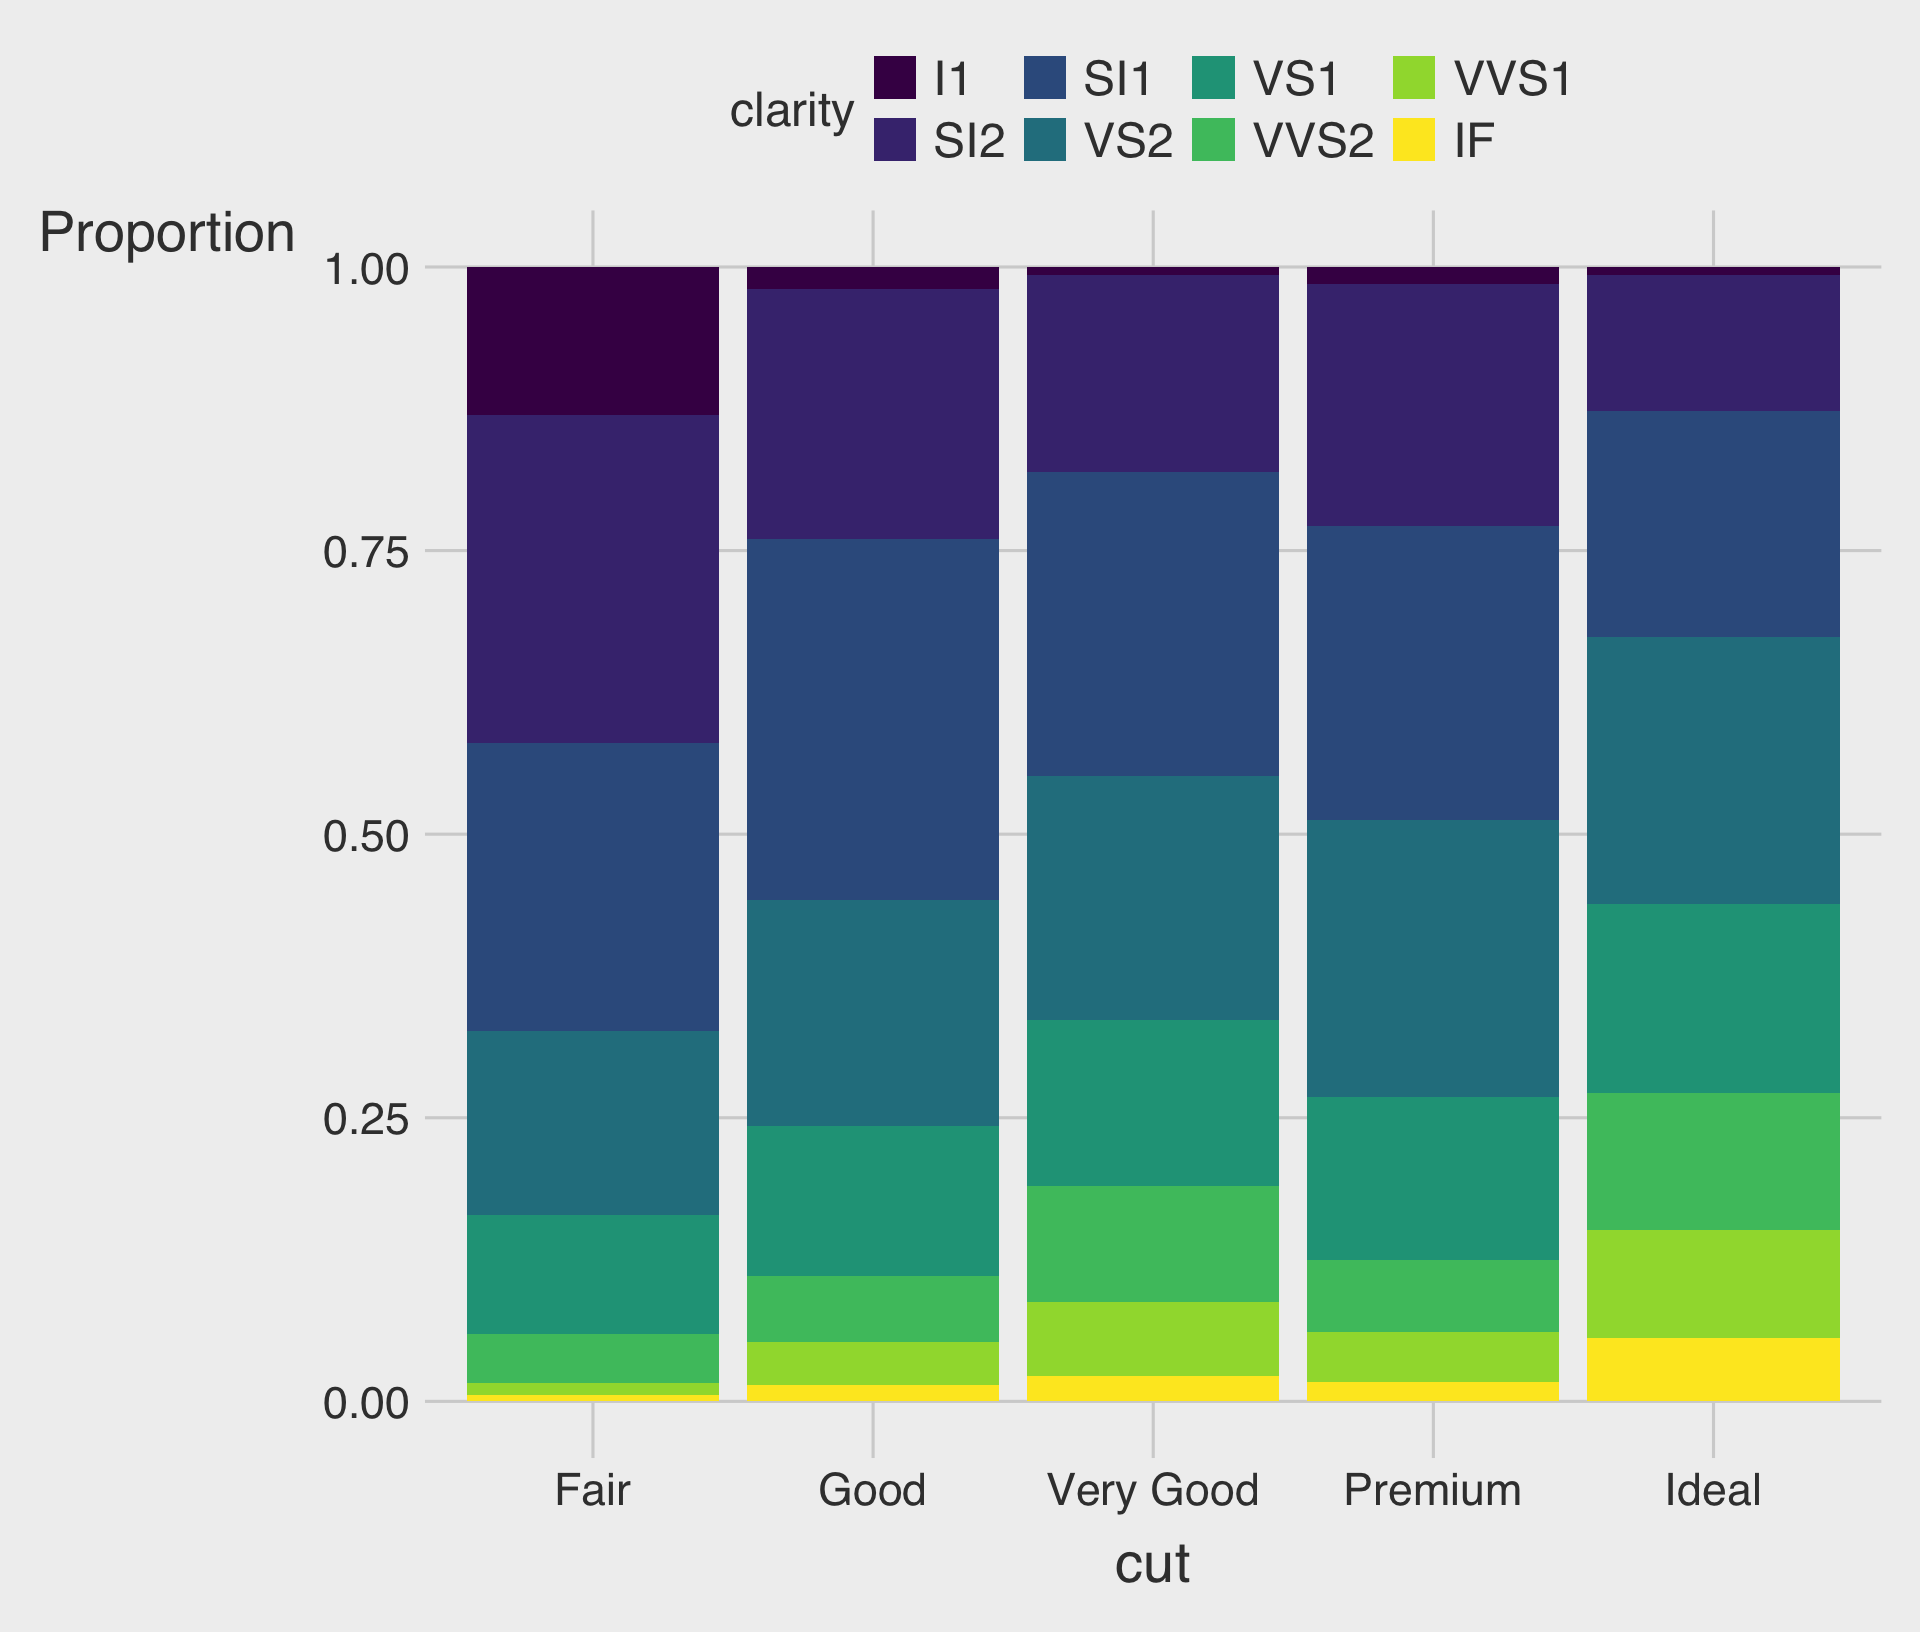 clarity
I1 SI1 VS1 VVS1
SI2 VS2 VVS2 IF
Proportion
1.00
0.75
0.50
0.25
0.00
Fair Good Very Good Premium Ideal
cut